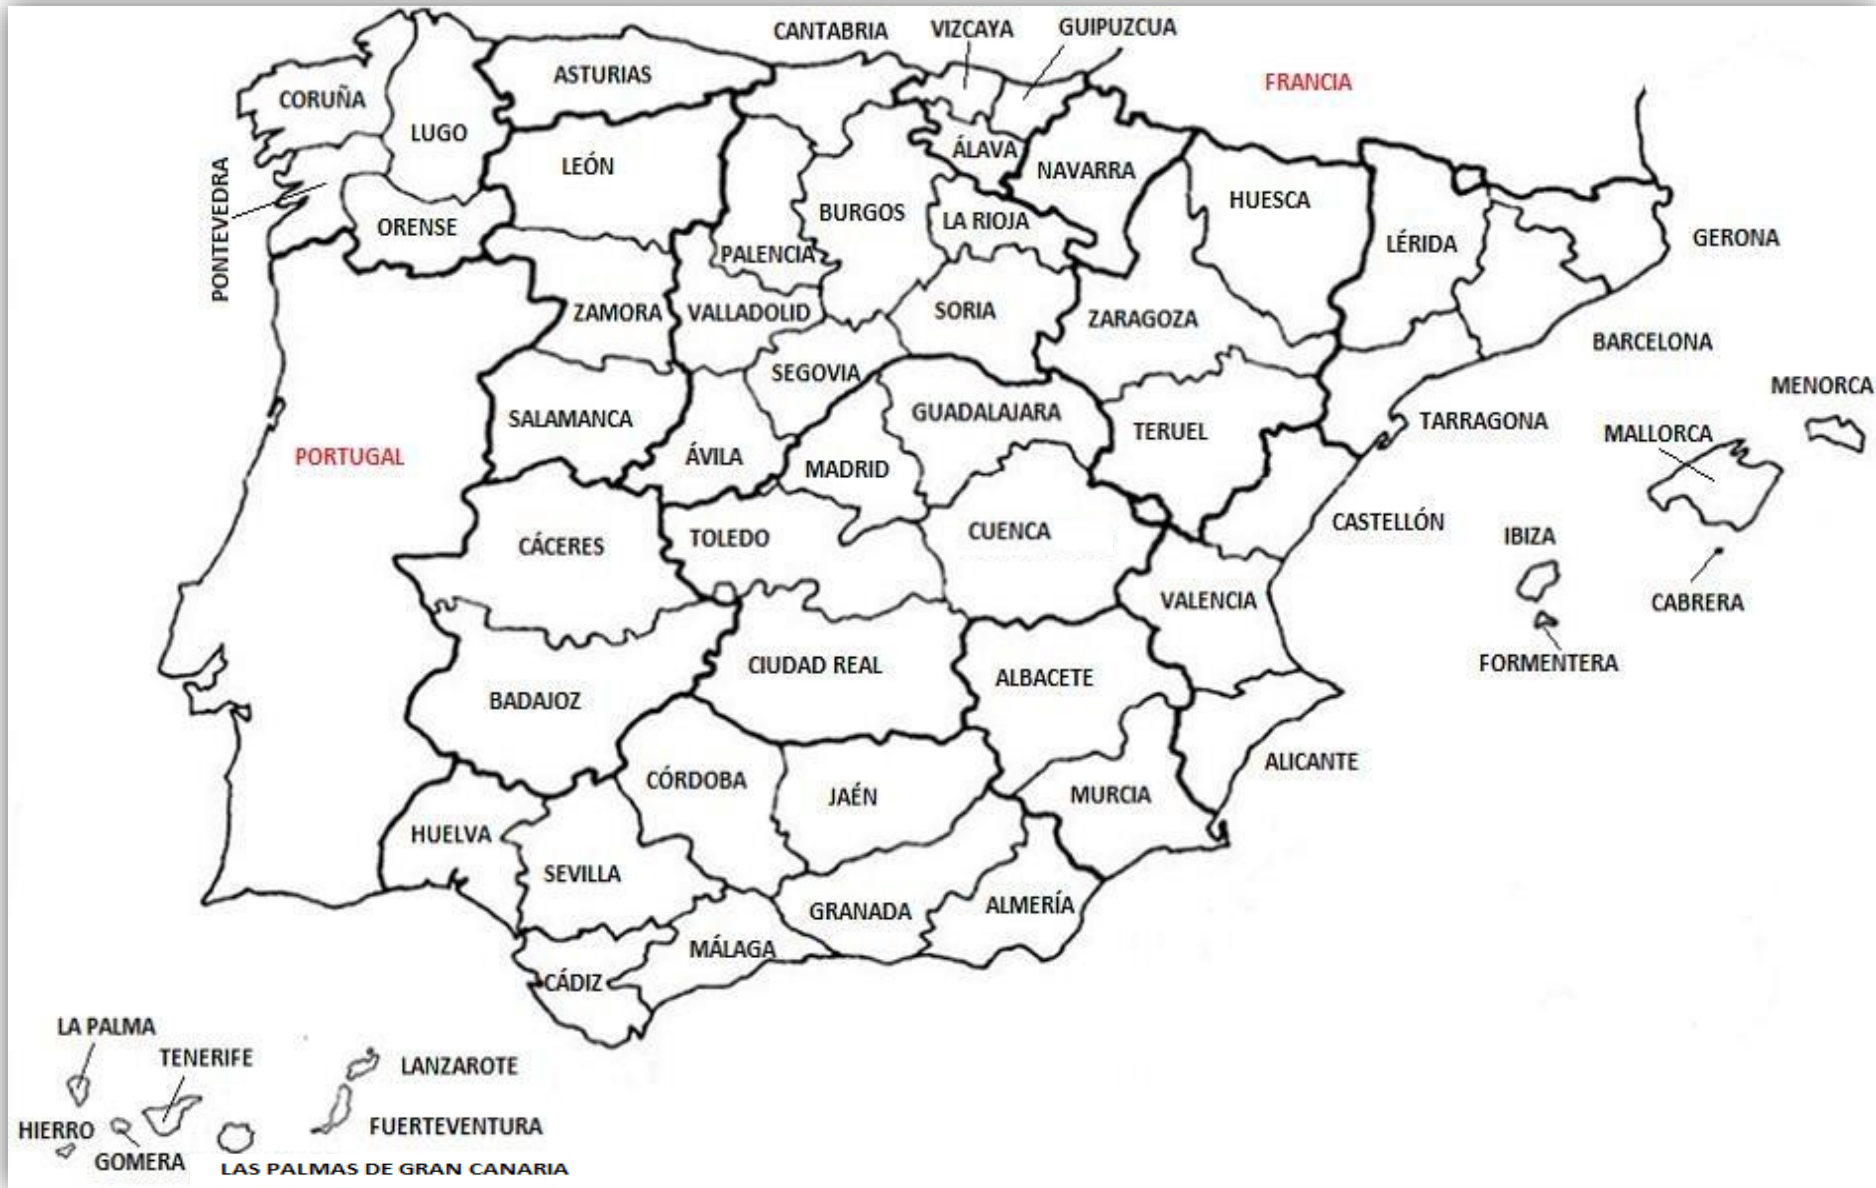 CANTABRIA
VIZCAYA
GUIPUZCUA
ASTURIAS
FRANCIA
CORUÑA
LUGO
ÁLAVA
LEÓN
NAVARRA
PONTEVEDRA
HUESCA
BURGOS
LA RIOJA
ORENSE
GERONA
LÉRIDA
PALENCIA
ZAMORA
VALLADOLID
SORIA
ZARAGOZA
BARCELONA
SEGOVIA
MENORCA
GUADALAJARA
SALAMANCA
TARRAGONA
TERUEL
MALLORCA
PORTUGAL
ÁVILA
MADRID
CASTELLÓN
CUENCA
TOLEDO
IBIZA
CÁCERES
VALENCIA
CABRERA
FORMENTERA
CIUDAD REAL
ALBACETE
BADAJOZ
ALICANTE
CÓRDOBA
JAÉN
MURCIA
HUELVA
SEVILLA
GRANADA
ALMERÍA
MÁLAGA
CÁDIZ
LA PALMA
TENERIFE
LANZAROTE
FUERTEVENTURA
HIERRO
GOMERA
LAS PALMAS DE GRAN CANARIA